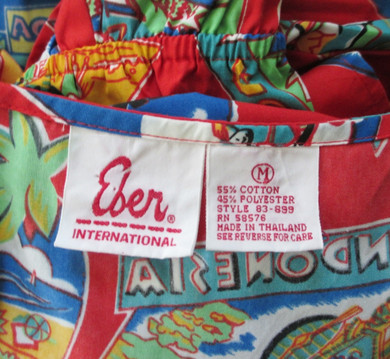 Eber®
INTERNATIONAL
M
55% COTTON
45% POLYESTER
STYLE 83-899
RN 58576
MADE IN THAILAND
SEE REVERSE FOR CARE
INDONESIA